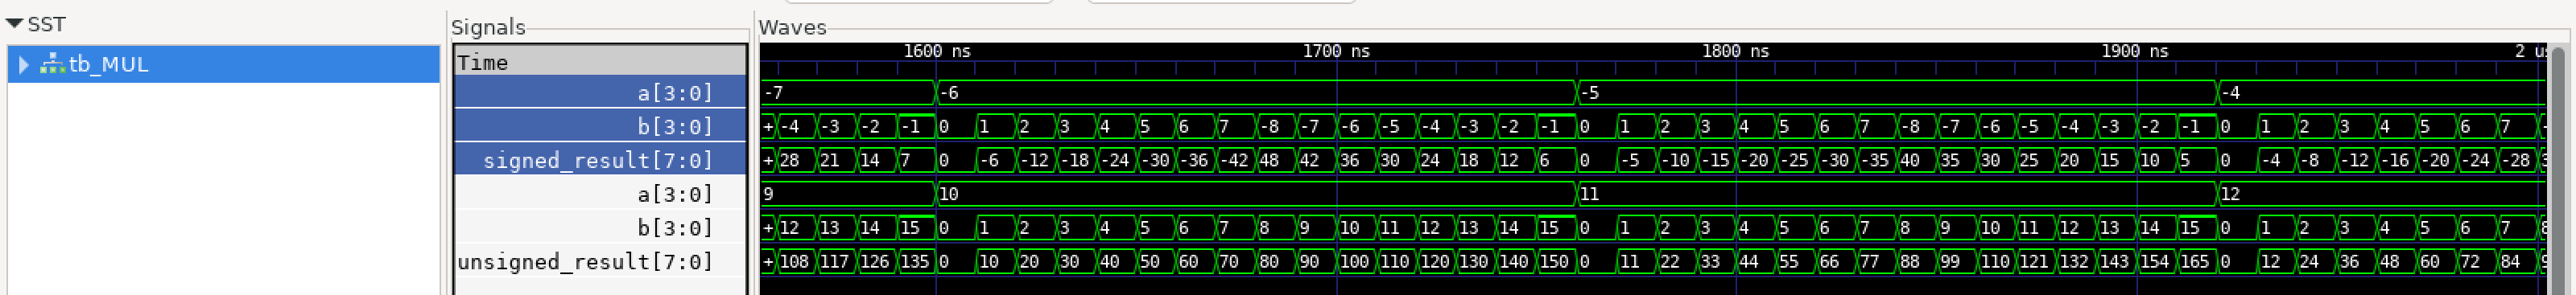 SST Signals Waves
Time 1600 ns 1700 ns 1800 ns 1900 ns
tb_MUL
a[3:0] -7 -6 -5 -4
b[3:0] + -4 -3 -2 -1 0 1 2 3 4 5 6 7 -8 -7 -6 -5 -4 -3 -2 -1 0 1 2 3 4 5 6 7 -8 -7 -6 -5 -4 -3 -2 -1 0 1 2 3 4 5 6 7
signed_result[7:0] + 28 21 14 7 0 -6 -12 -18 -24 -30 -36 -42 48 42 36 30 24 18 12 6 0 -5 -10 -15 -20 -25 -30 -35 40 35 30 25 20 15 10 5 0 -4 -8 -12 -16 -20 -24 -28
a[3:0] 9 10 11 12
b[3:0] + 12 13 14 15 0 1 2 3 4 5 6 7 8 9 10 11 12 13 14 15 0 1 2 3 4 5 6 7 8 9 10 11 12 13 14 15 0 1 2 3 4 5 6 7
unsigned_result[7:0] + 108 117 126 135 0 10 20 30 40 50 60 70 80 90 100 110 120 130 140 150 0 11 22 33 44 55 66 77 88 99 110 121 132 143 154 165 0 12 24 36 48 60 72 84